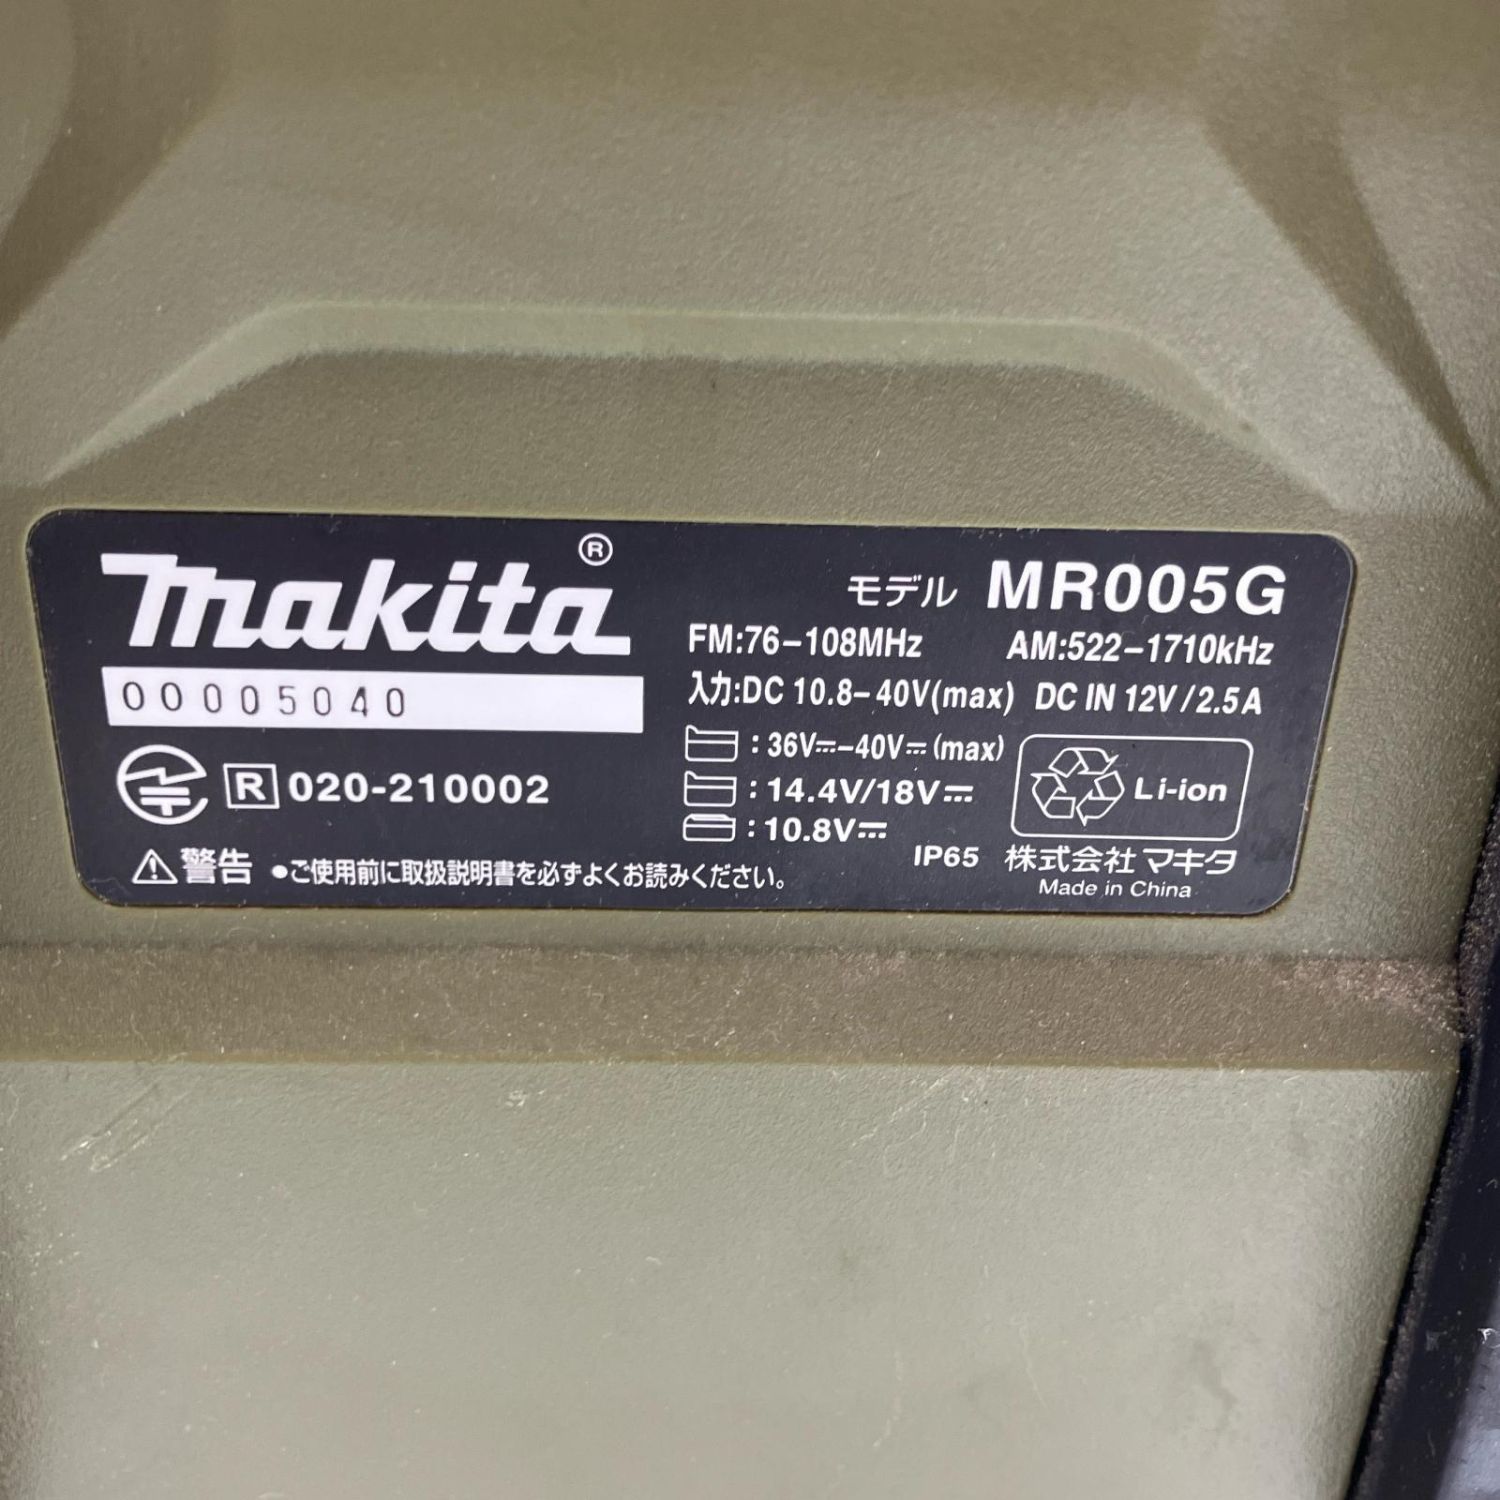 makita®
00005040
R 020-210002
⚠警告 ●ご使用前に取扱説明書を必ずよくお読みください。
モデル MR005G
FM:76-108MHz AM:522-1710kHz
入力:DC 10.8-40V(max) DC IN 12V/2.5A
:36V⎓-40V⎓(max)
:14.4V/18V⎓
:10.8V⎓
Li-ion
IP65 株式会社マキタ
Made in China